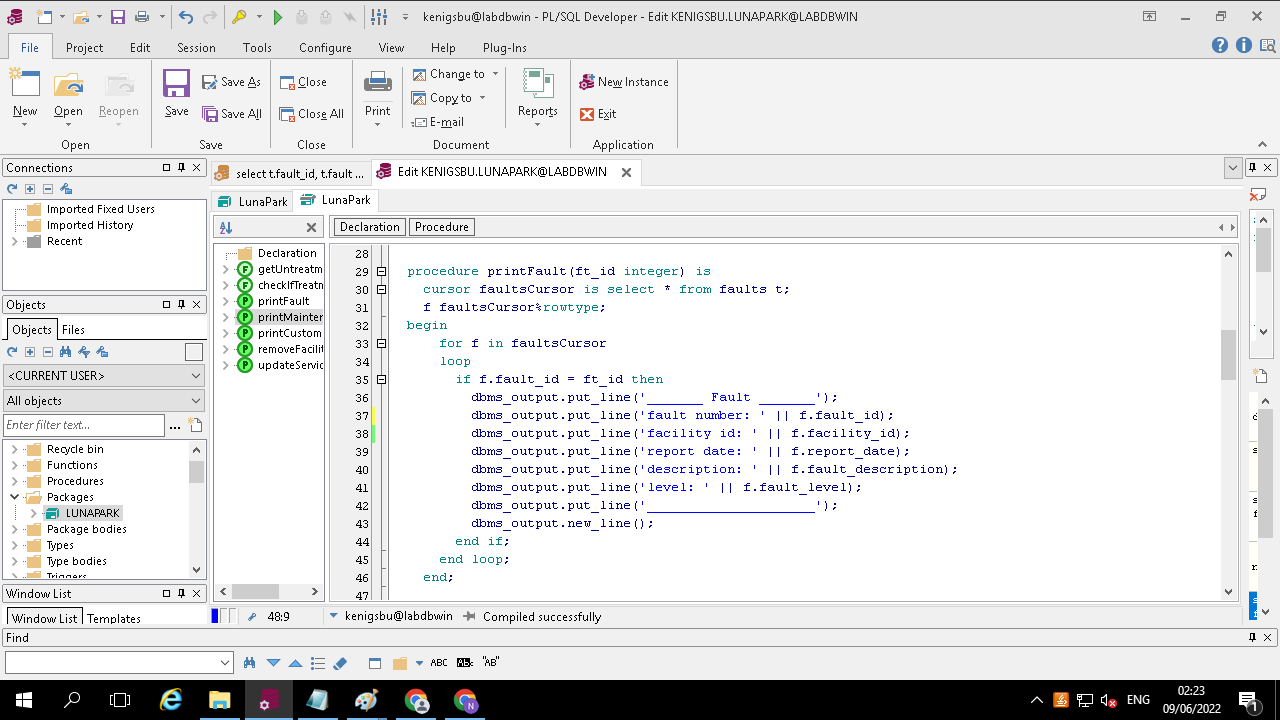 kenigsbu@labdbwin - PL/SQL Developer - Edit KENIGSBU.LUNAPARK@LABDBWIN
File Project Edit Session Tools Configure View Help Plug-Ins
New Open Reopen Save Save As Save All Close Close All Print Change to Copy to E-mail Reports New Instance Exit
Open Save Close Document Application
Connections
Imported Fixed Users
Imported History
Recent
Objects
Objects Files
<CURRENT USER>
All objects
Enter filter text...
Recycle bin
Functions
Procedures
Packages
LUNAPARK
Package bodies
Types
Type bodies
Triggers
Window List
Window List Templates
select t.fault_id, t.fault ... Edit KENIGSBU.LUNAPARK@LABDBWIN
LunaPark LunaPark
Declaration
getUntreatm
checkIfTreatm
printFault
printMainter
printCustom
removeFacilit
updateServic
Declaration Procedure
28
29 procedure printFault(ft_id integer) is
30 cursor faultsCursor is select * from faults t;
31 f faultsCursor%rowtype;
32 begin
33 for f in faultsCursor
34 loop
35 if f.fault_id = ft_id then
36 dbms_output.put_line('_______ Fault _______');
37 dbms_output.put_line('fault number: ' || f.fault_id);
38 dbms_output.put_line('facility id: ' || f.facility_id);
39 dbms_output.put_line('report date: ' || f.report_date);
40 dbms_output.put_line('description: ' || f.fault_description);
41 dbms_output.put_line('level: ' || f.fault_level);
42 dbms_output.put_line('_____________________');
43 dbms_output.new_line();
44 end if;
45 end loop;
46 end;
47
48:9 kenigsbu@labdbwin Compiled successfully
Find
ABC AB "AB"
ENG 02:23
09/06/2022
1